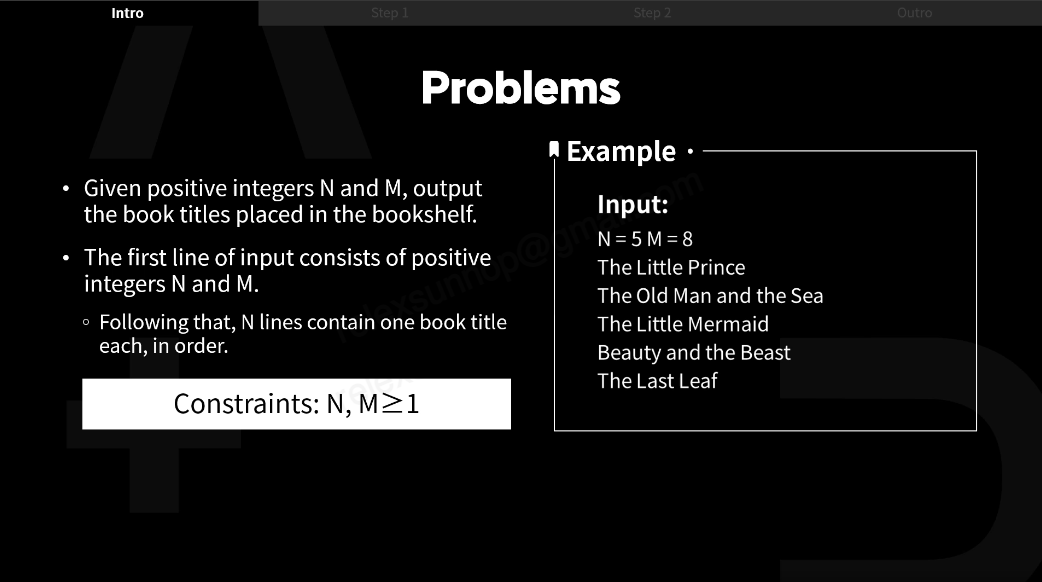 Intro
Step 1
Step 2
Outro
Problems
• Given positive integers N and M, output
the book titles placed in the bookshelf.
• The first line of input consists of positive
integers N and M.
◦ Following that, N lines contain one book title
each, in order.
Constraints: N, M≥1
Example
Input:
N = 5 M = 8
The Little Prince
The Old Man and the Sea
The Little Mermaid
Beauty and the Beast
The Last Leaf